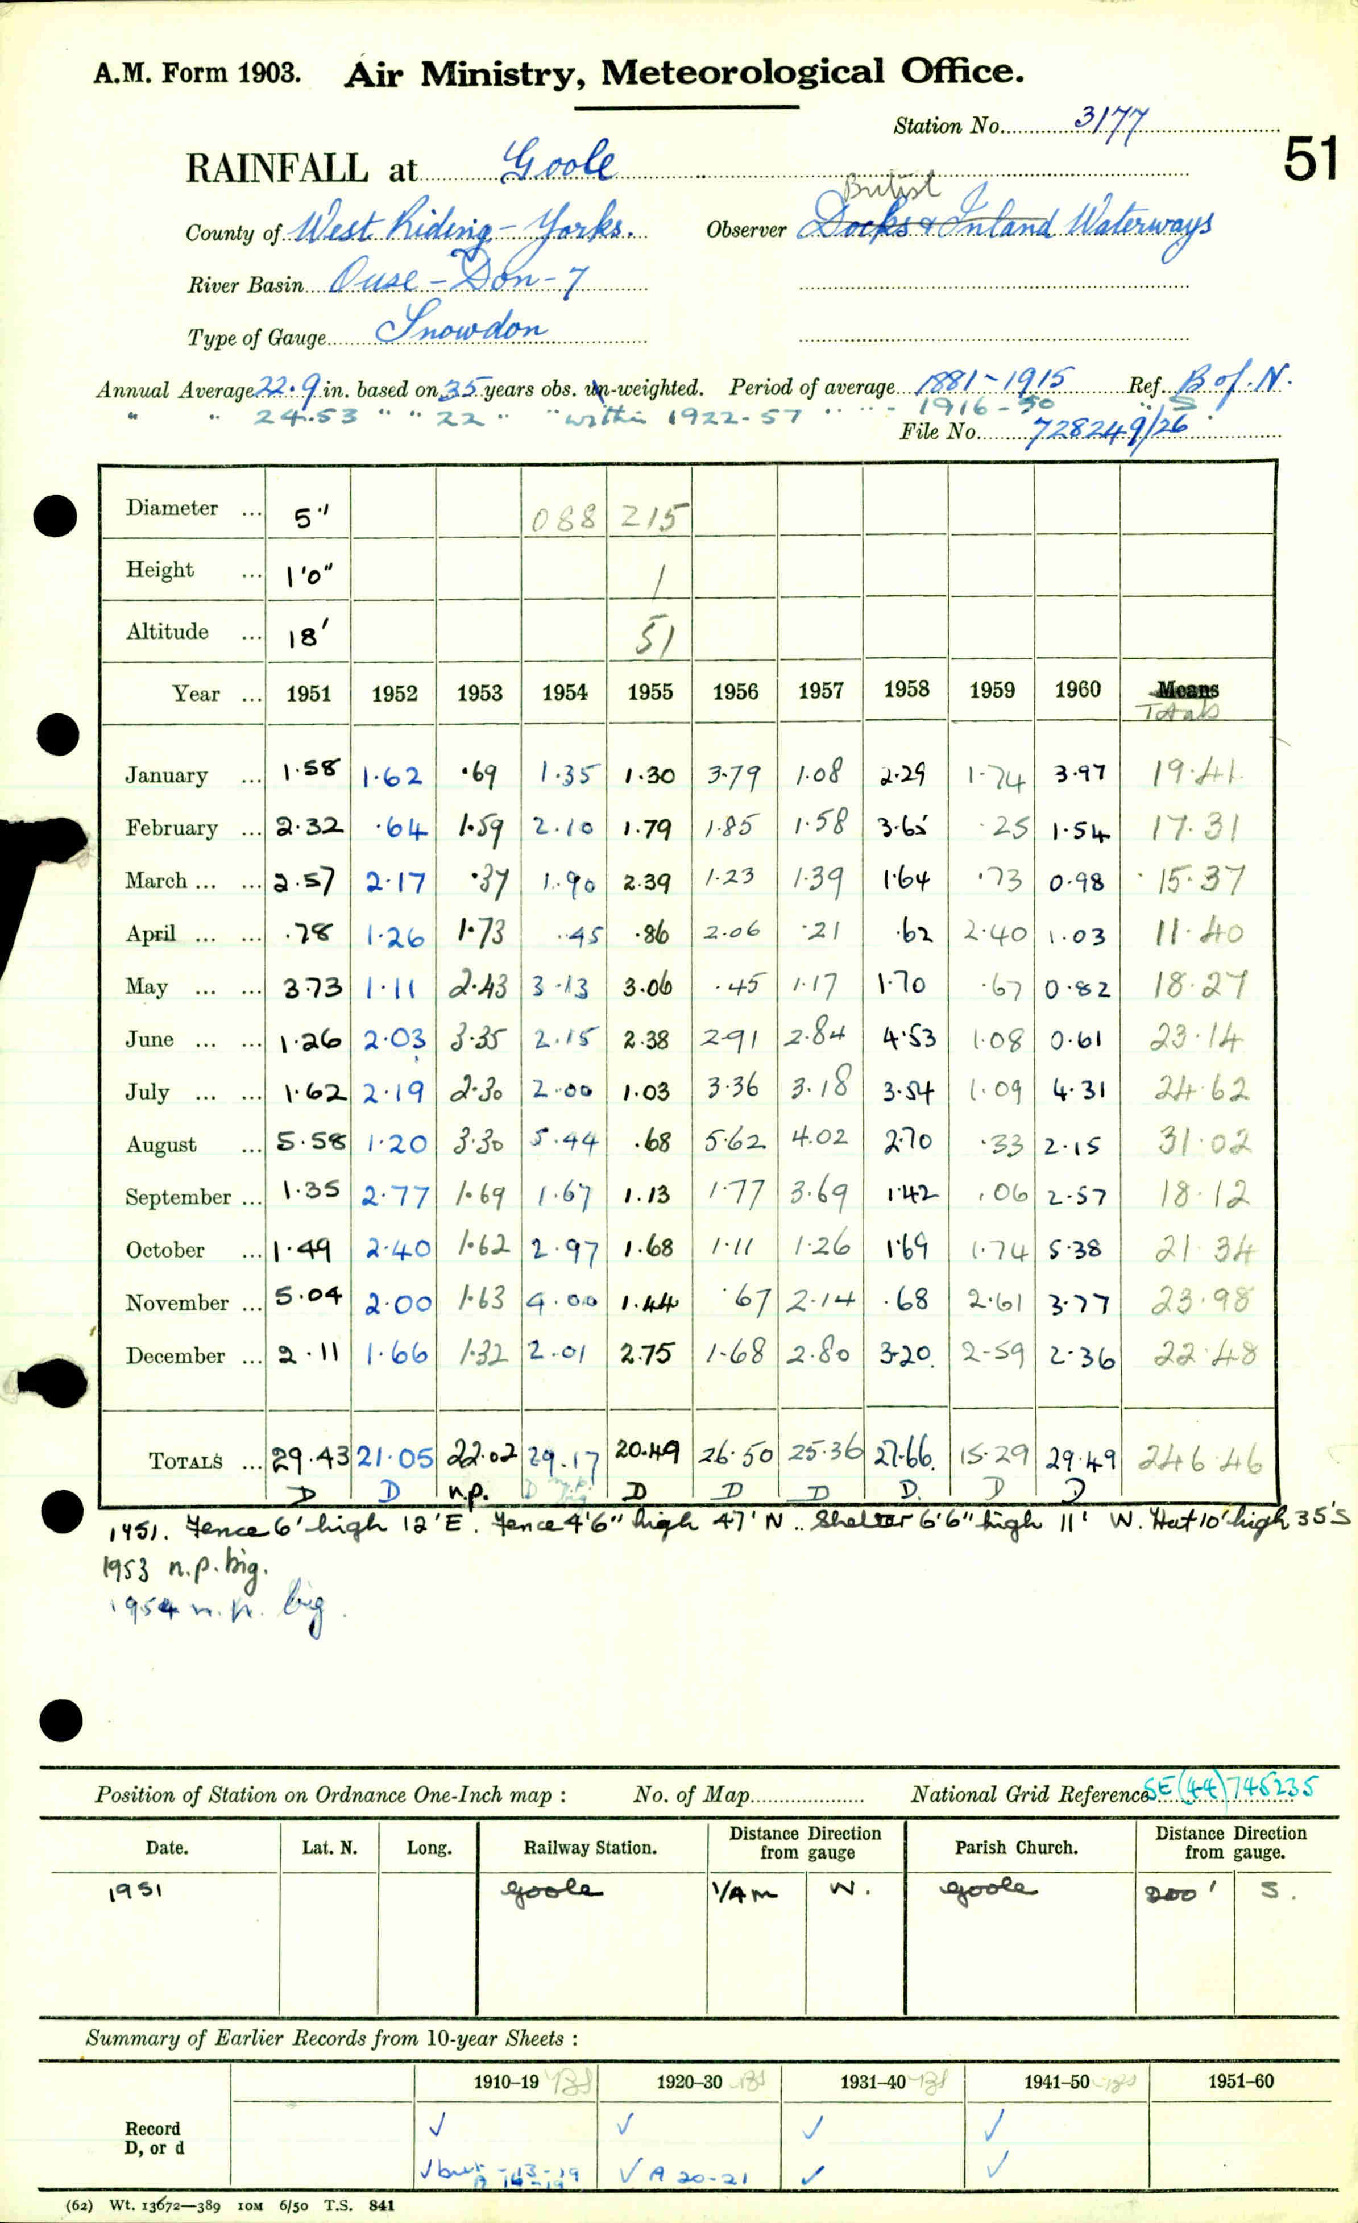 A.M. Form 1903. Air Ministry, Meteorological Office.
Station No. 3177
51
RAINFALL at Goole
British
County of West Riding - Yorks. Observer Docks & Inland Waterways
River Basin Ouse - Don - 7
Type of Gauge Snowdon
Annual Average 22.9 in. based on 35 years obs. un-weighted. Period of average 1881-1915 Ref. B of N.
" " 24.53 " " 22 " " within 1922-57 " " - 1916-50 " S
File No. 728249/26
Diameter ... 5" 088 215
Height ... 1'0" 1
Altitude ... 18' 51
Year ... 1951 1952 1953 1954 1955 1956 1957 1958 1959 1960 Means
Totals
January ... 1.58 1.62 .69 1.35 1.30 3.79 1.08 2.29 1.74 3.97 19.41
February ... 2.32 .64 1.59 2.10 1.79 1.85 1.58 3.65 .25 1.54 17.31
March ... ... 2.57 2.17 .37 1.90 2.39 1.23 1.39 1.64 .73 0.98 15.37
April ... ... .78 1.26 1.73 .45 .86 2.06 .21 .62 2.40 1.03 11.40
May ... ... 3.73 1.11 2.43 3.13 3.06 .45 1.17 1.70 .67 0.82 18.27
June ... ... 1.26 2.03 3.35 2.15 2.38 2.91 2.84 4.53 1.08 0.61 23.14
July ... ... 1.62 2.19 2.30 2.00 1.03 3.36 3.18 3.54 1.09 4.31 24.62
August ... 5.58 1.20 3.30 5.44 .68 5.62 4.02 2.70 .33 2.15 31.02
September ... 1.35 2.77 1.69 1.67 1.13 1.77 3.69 1.42 .06 2.57 18.12
October ... 1.49 2.40 1.62 2.97 1.68 1.11 1.26 1.69 1.74 5.38 21.34
November ... 5.04 2.00 1.63 4.00 1.44 .67 2.14 .68 2.61 3.77 23.98
December ... 2.11 1.66 1.32 2.01 2.75 1.68 2.80 3.20 2.59 2.36 22.48
TOTALS ... 29.43 21.05 22.02 29.17 20.49 26.50 25.36 27.66 15.29 29.49 246.46
D D n.p. D D D D D. D D
1951. Fence 6' high 12' E. Fence 4'6" high 47' N.. Shelter 6'6" high 11' W. Hut 10' high 35' S
1953 n.p. big.
1954 n.p. big.
Position of Station on Ordnance One-Inch map : No. of Map National Grid Reference SE(44)746235
Date. Lat. N. Long. Railway Station. Distance from Direction gauge Parish Church. Distance from Direction gauge.
1951 Goole 1/4 m W. Goole 200' S.
Summary of Earlier Records from 10-year Sheets :
1910–19 1920–30 1931–40 1941–50 1951–60
Record ✓ ✓ ✓ ✓
D, or d ✓ but A 20-21 ✓ ✓
(62) Wt. 13672—389 10M 6/50 T.S. 841